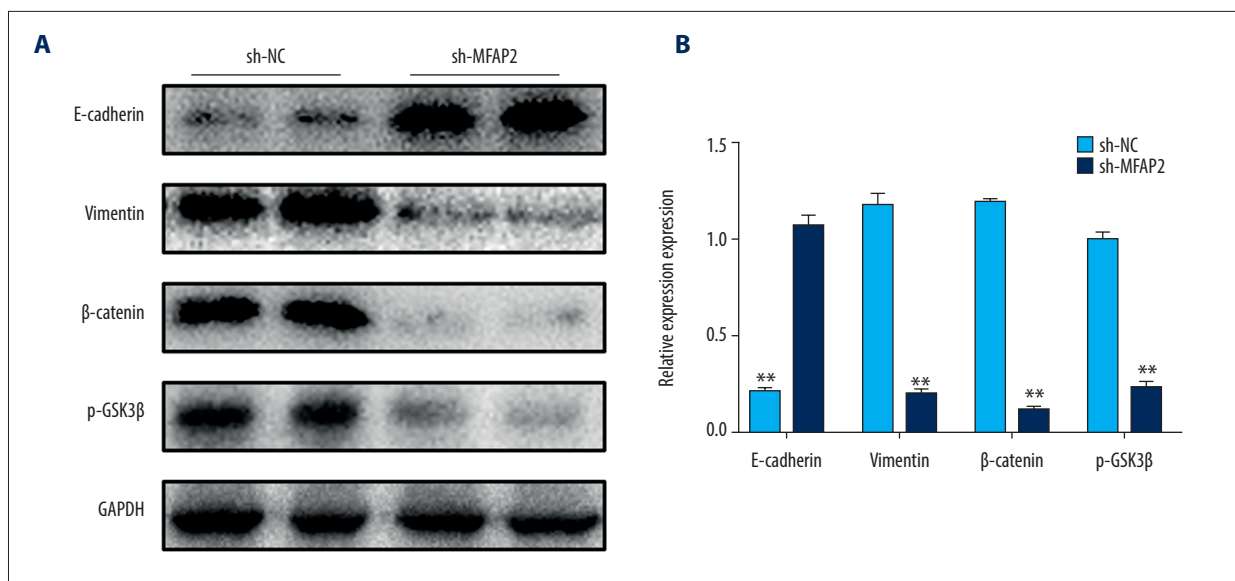 A
sh-NC sh-MFAP2
E-cadherin
Vimentin
β-catenin
p-GSK3β
GAPDH
B
sh-NC
sh-MFAP2
Relative expression expression
1.5
1.0
0.5
0.0
** ** ** **
E-cadherin Vimentin β-catenin p-GSK3β